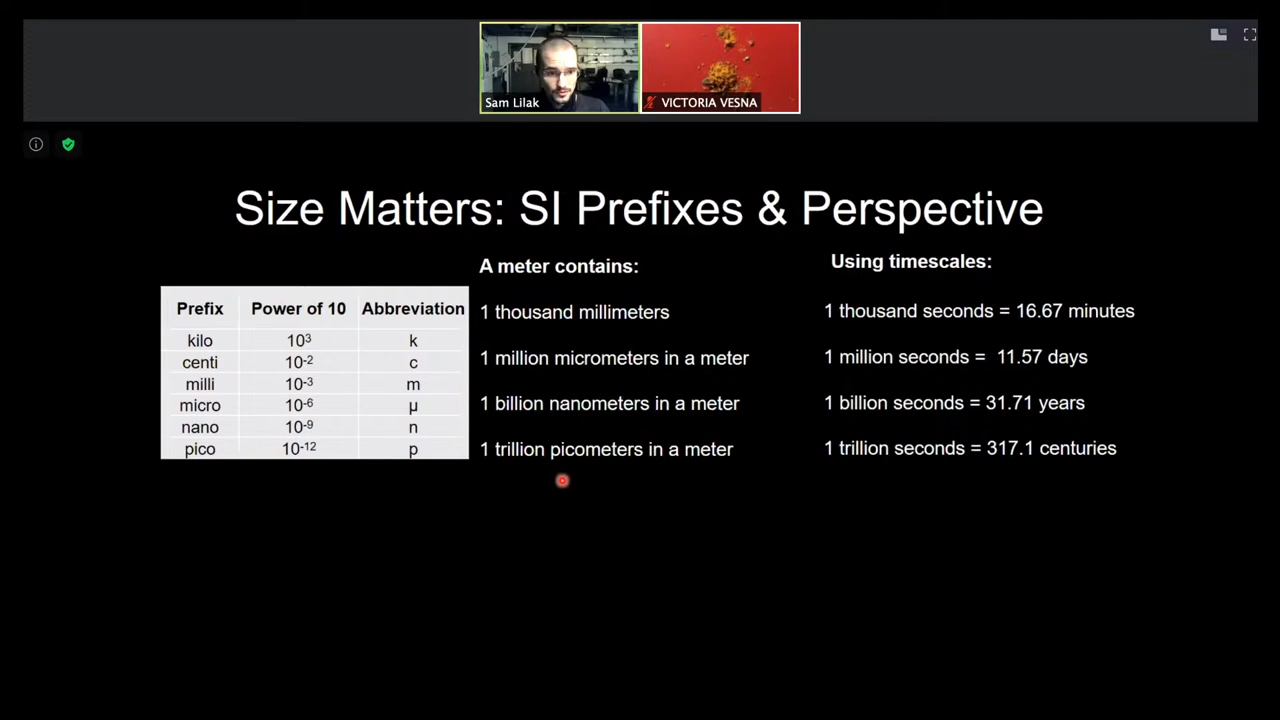 Sam Lilak
VICTORIA VESNA
Size Matters: SI Prefixes & Perspective
Prefix Power of 10 Abbreviation
kilo 10³ k
centi 10⁻² c
milli 10⁻³ m
micro 10⁻⁶ µ
nano 10⁻⁹ n
pico 10⁻¹² p
A meter contains:
1 thousand millimeters
1 million micrometers in a meter
1 billion nanometers in a meter
1 trillion picometers in a meter
Using timescales:
1 thousand seconds = 16.67 minutes
1 million seconds = 11.57 days
1 billion seconds = 31.71 years
1 trillion seconds = 317.1 centuries